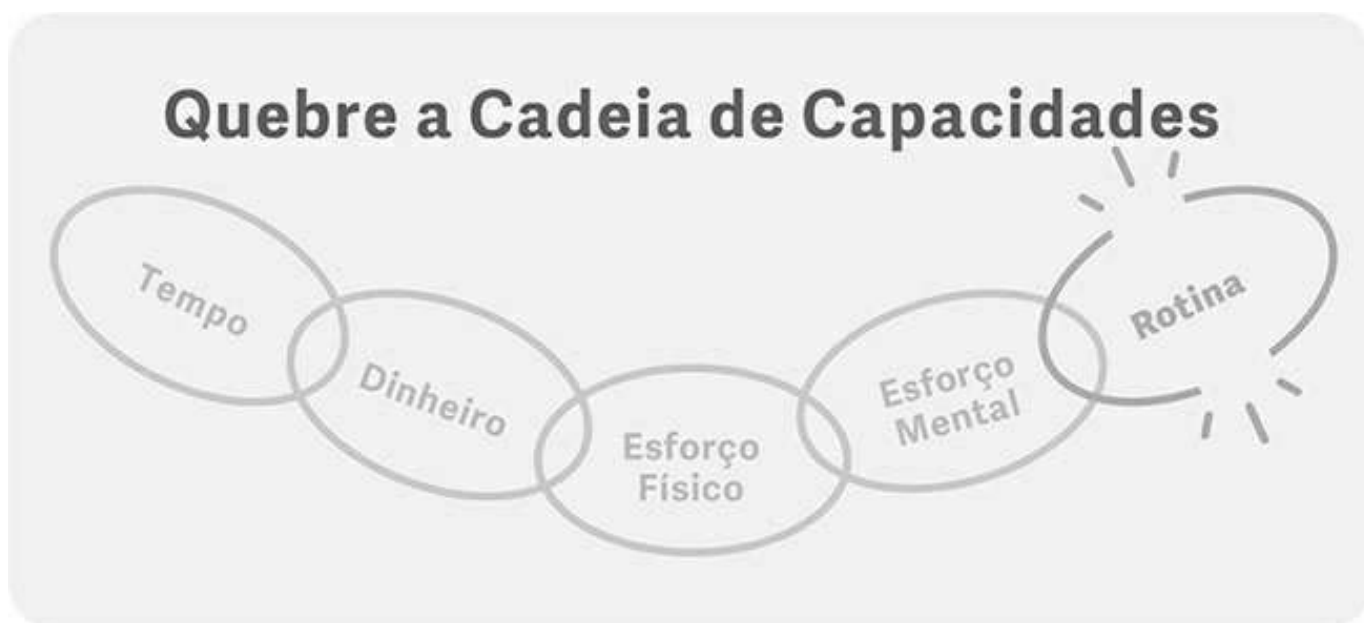 Quebre a Cadeia de Capacidades
Tempo
Dinheiro
Esforço
Físico
Esforço
Mental
Rotina